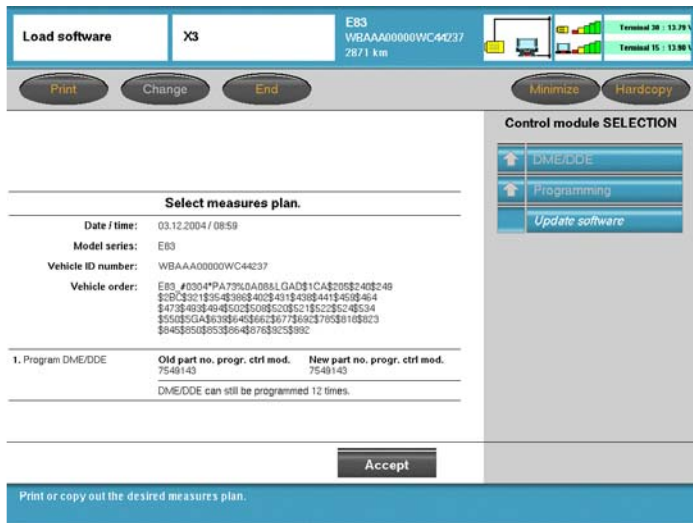 Load software
X3
E83
WBAAA00000WC44237
2871 km
Terminal 30 : 13.79 V
Terminal 15 : 13.90 V
Print
Change
End
Minimize
Hardcopy
Control module SELECTION
DME/DDE
Programming
Update software
Select measures plan.
Date / time: 03.12.2004 / 08:59
Model series: E83
Vehicle ID number: WBAAA00000WC44237
Vehicle order: E83_#0304*PA73%0A08&LGAD$1CA$205$240$249
$2BC$321$354$386$402$431$438$441$459$464
$473$493$494$502$508$520$521$522$524$534
$550$5GA$639$645$662$677$692$785$818$823
$845$850$853$864$876$925$992
1. Program DME/DDE
Old part no. progr. ctrl mod. New part no. progr. ctrl mod.
7549143 7549143
DME/DDE can still be programmed 12 times.
Accept
Print or copy out the desired measures plan.